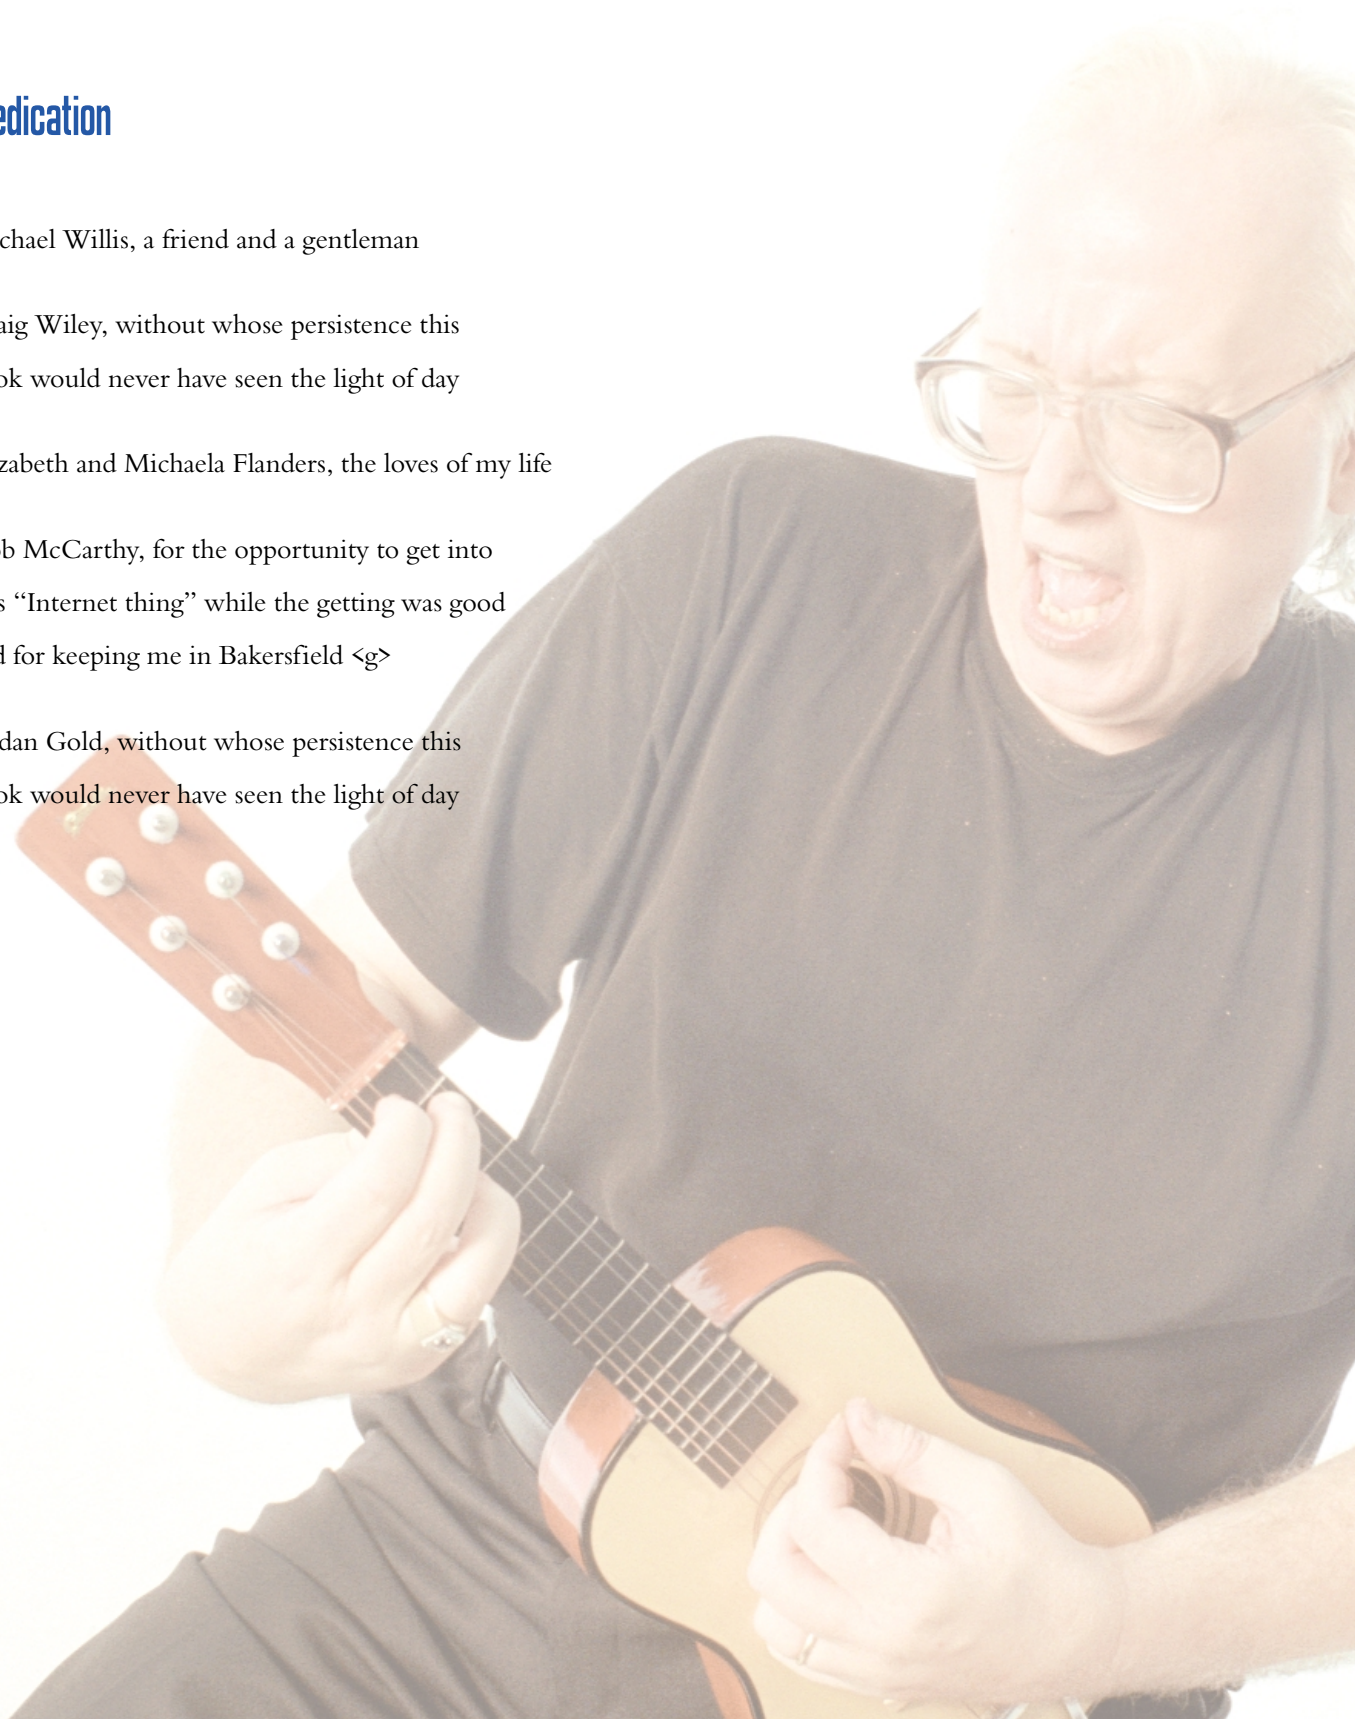 edication
chael Willis, a friend and a gentleman
aig Wiley, without whose persistence this
ok would never have seen the light of day
zabeth and Michaela Flanders, the loves of my life
b McCarthy, for the opportunity to get into
s “Internet thing” while the getting was good
d for keeping me in Bakersfield <g>
dan Gold, without whose persistence this
ok would never have seen the light of day